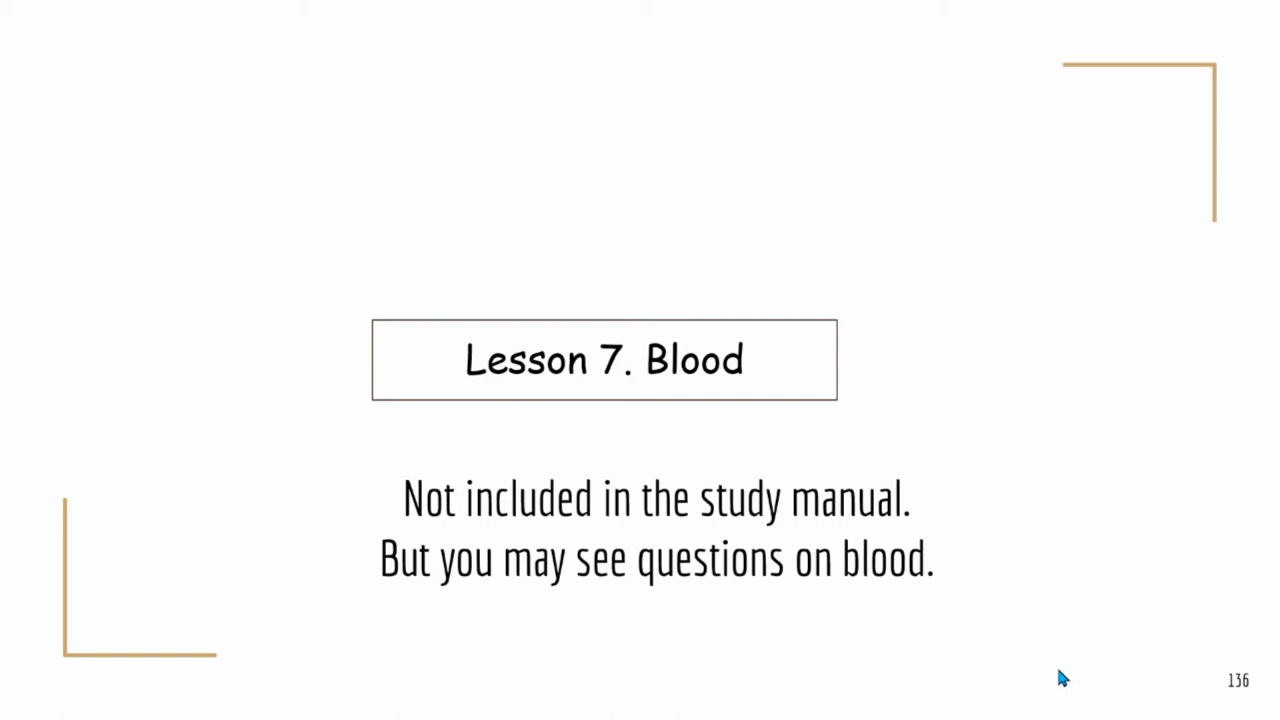 Lesson 7. Blood
Not included in the study manual.
But you may see questions on blood.
136